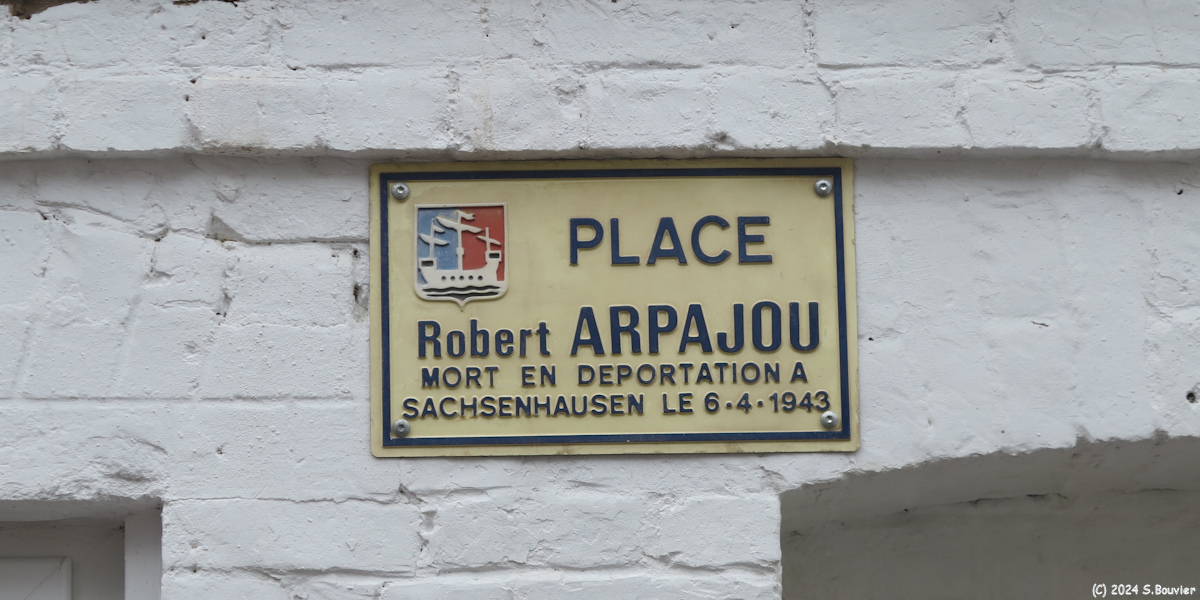 PLACE
Robert ARPAJOU
MORT EN DEPORTATION A
SACHSENHAUSEN LE 6·4·1943
(C) 2024 S.Bouvier